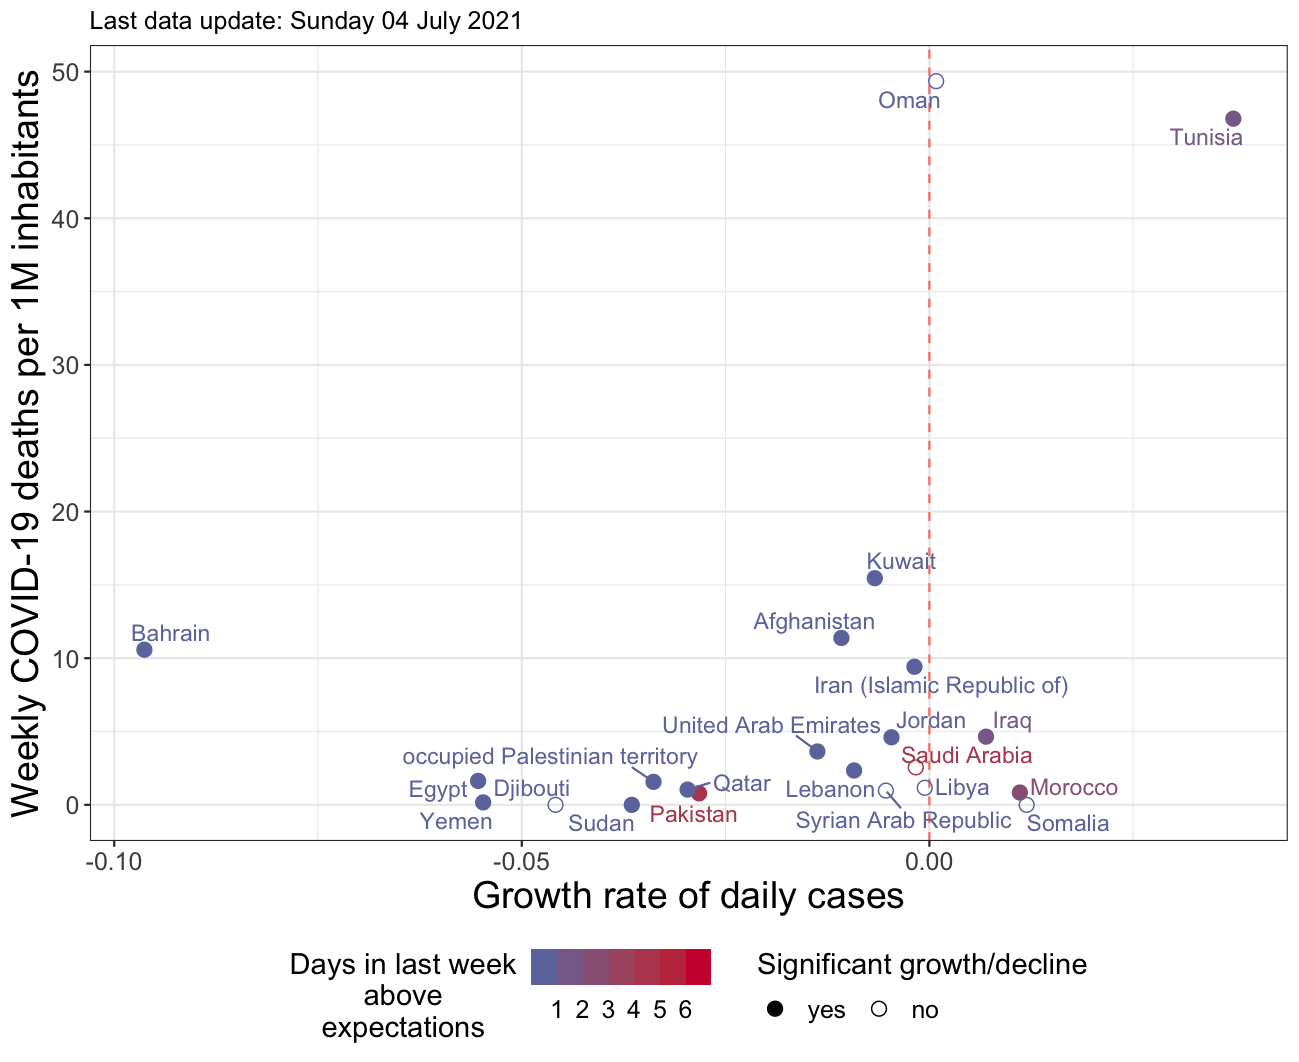 Last data update: Sunday 04 July 2021
Weekly COVID-19 deaths per 1M inhabitants
50
40
30
20
10
0
Oman
Tunisia
Kuwait
Afghanistan
Bahrain
Iran (Islamic Republic of)
United Arab Emirates
Jordan
Iraq
occupied Palestinian territory
Saudi Arabia
Egypt
Djibouti
Qatar
Lebanon
Libya
Morocco
Yemen
Sudan
Pakistan
Syrian Arab Republic
Somalia
-0.10
-0.05
0.00
Growth rate of daily cases
Days in last week
above
expectations
1 2 3 4 5 6
Significant growth/decline
yes
no